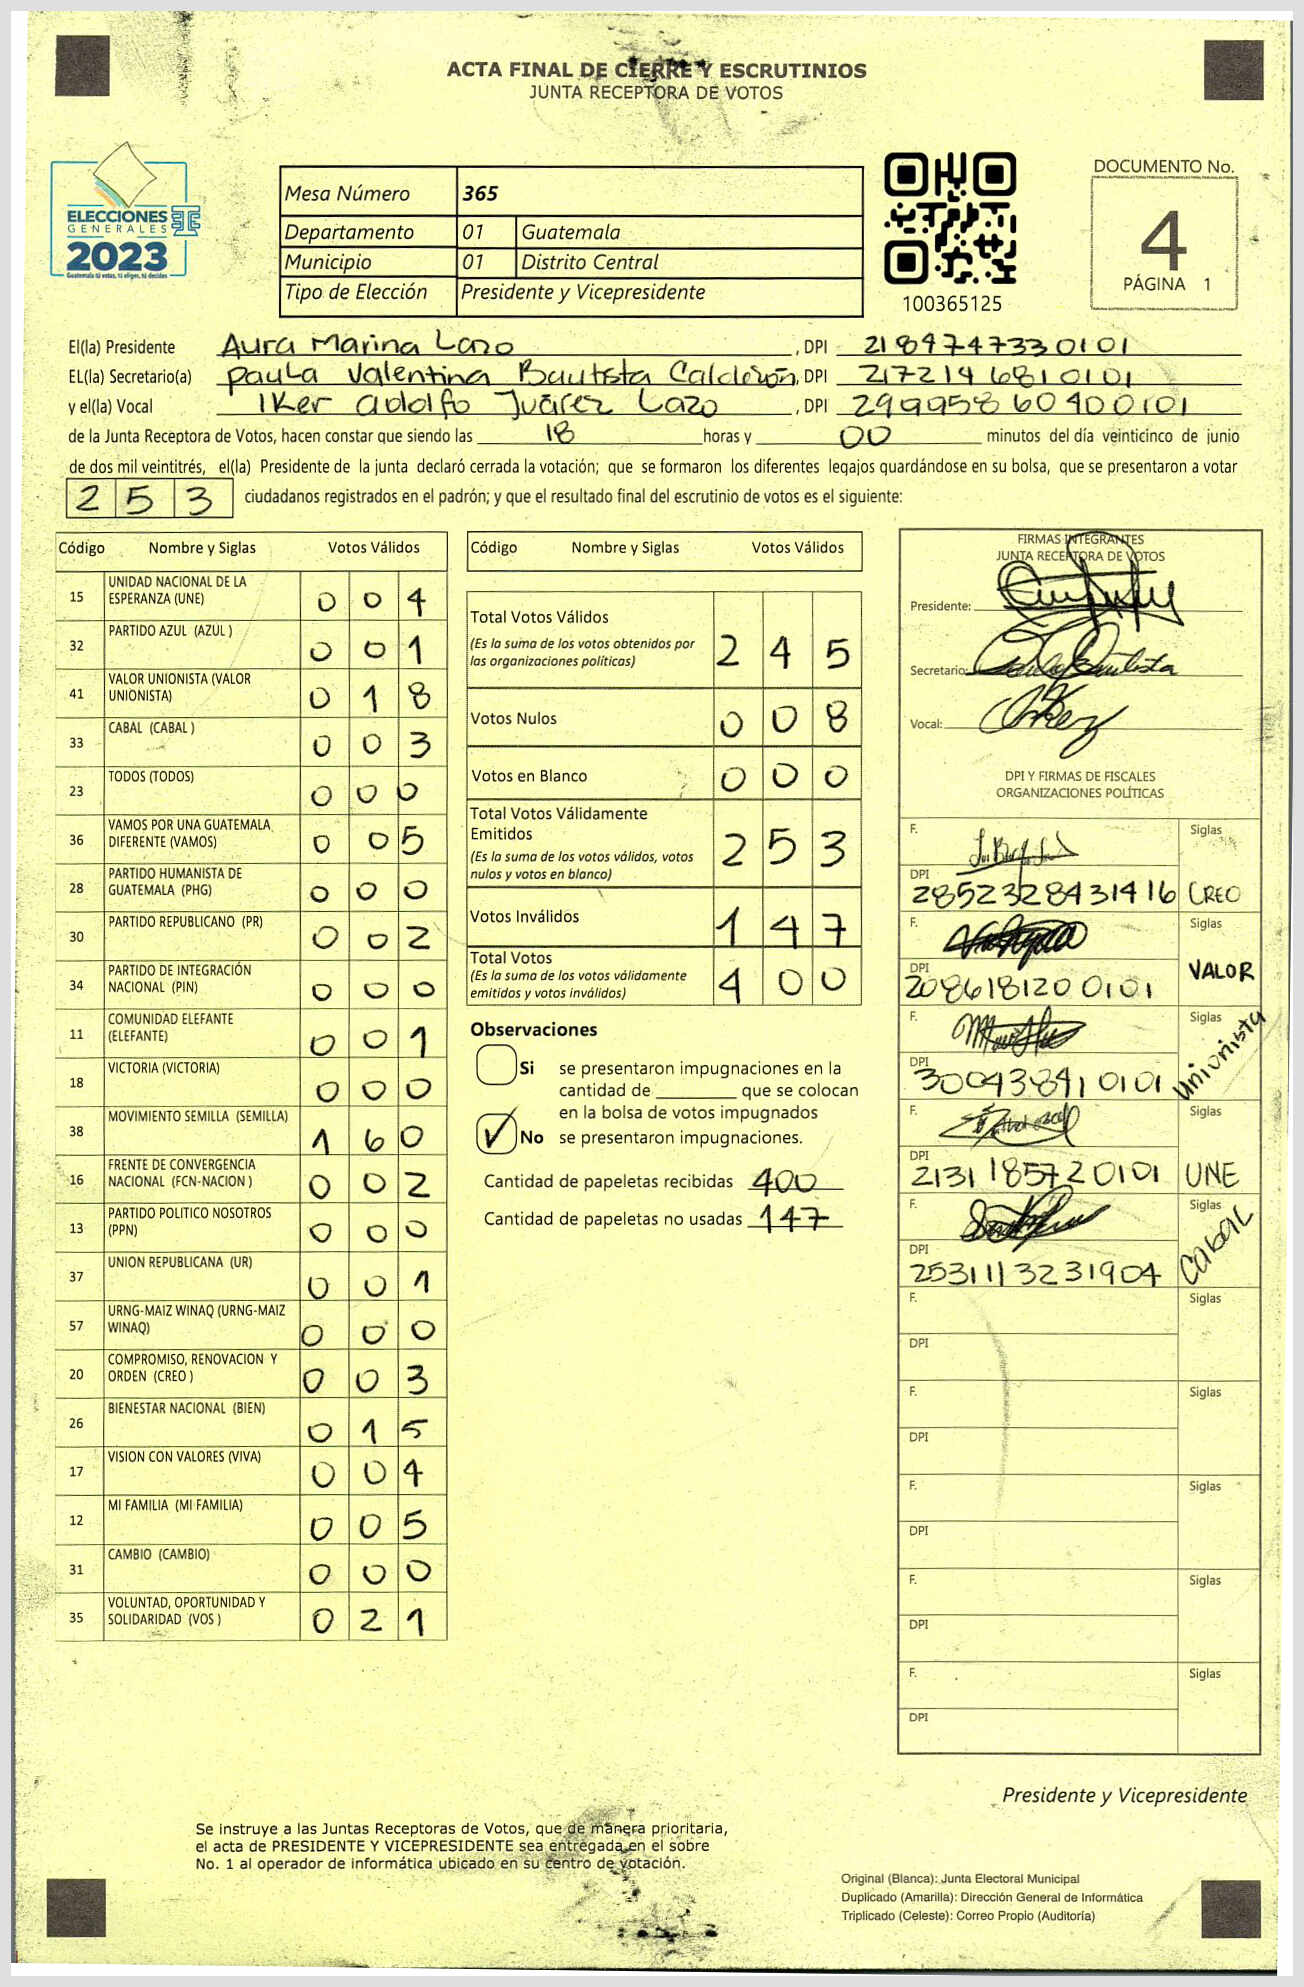 ACTA FINAL DE CIERRE Y ESCRUTINIOS
JUNTA RECEPTORA DE VOTOS
ELECCIONES
GENERALES
2023
Guatemala tú votas, tú eliges, tú decides
Mesa Número 365
Departamento 01 Guatemala
Municipio 01 Distrito Central
Tipo de Elección Presidente y Vicepresidente
100365125
DOCUMENTO No.
4
PÁGINA 1
El(la) Presidente Aura Marina Lazo, DPI 2189747330101
EL(la) Secretario(a) Paula Valentina Bautista Calderón, DPI 2172146810101
y el(la) Vocal Iker adolfo Juárez Lazo, DPI 2999586040 0101
de la Junta Receptora de Votos, hacen constar que siendo las 18 horas y 00 minutos del día veinticinco de junio
de dos mil veintitrés, el(la) Presidente de la junta declaró cerrada la votación; que se formaron los diferentes legajos guardándose en su bolsa, que se presentaron a votar
253 ciudadanos registrados en el padrón; y que el resultado final del escrutinio de votos es el siguiente:
Código Nombre y Siglas Votos Válidos
15 UNIDAD NACIONAL DE LA ESPERANZA (UNE) 0 0 4
32 PARTIDO AZUL (AZUL ) 0 0 1
41 VALOR UNIONISTA (VALOR UNIONISTA) 0 1 8
33 CABAL (CABAL ) 0 0 3
23 TODOS (TODOS) 0 0 0
36 VAMOS POR UNA GUATEMALA DIFERENTE (VAMOS) 0 0 5
28 PARTIDO HUMANISTA DE GUATEMALA (PHG) 0 0 0
30 PARTIDO REPUBLICANO (PR) 0 0 2
34 PARTIDO DE INTEGRACIÓN NACIONAL (PIN) 0 0 0
11 COMUNIDAD ELEFANTE (ELEFANTE) 0 0 1
18 VICTORIA (VICTORIA) 0 0 0
38 MOVIMIENTO SEMILLA (SEMILLA) 1 6 0
16 FRENTE DE CONVERGENCIA NACIONAL (FCN-NACION ) 0 0 2
13 PARTIDO POLITICO NOSOTROS (PPN) 0 0 0
37 UNION REPUBLICANA (UR) 0 0 1
57 URNG-MAIZ WINAQ (URNG-MAIZ WINAQ) 0 0 0
20 COMPROMISO, RENOVACION Y ORDEN (CREO ) 0 0 3
26 BIENESTAR NACIONAL (BIEN) 0 1 5
17 VISION CON VALORES (VIVA) 0 0 4
12 MI FAMILIA (MI FAMILIA) 0 0 5
31 CAMBIO (CAMBIO) 0 0 0
35 VOLUNTAD, OPORTUNIDAD Y SOLIDARIDAD (VOS ) 0 2 1
Código Nombre y Siglas Votos Válidos
Total Votos Válidos
(Es la suma de los votos obtenidos por las organizaciones políticas) 2 4 5
Votos Nulos 0 0 8
Votos en Blanco 0 0 0
Total Votos Válidamente Emitidos
(Es la suma de los votos válidos, votos nulos y votos en blanco) 2 5 3
Votos Inválidos 1 4 7
Total Votos
(Es la suma de los votos válidamente emitidos y votos inválidos) 4 0 0
Observaciones
Si se presentaron impugnaciones en la
cantidad de ________ que se colocan
en la bolsa de votos impugnados
No se presentaron impugnaciones.
Cantidad de papeletas recibidas 400
Cantidad de papeletas no usadas 147
FIRMAS INTEGRANTES
JUNTA RECEPTORA DE VOTOS
Presidente:
Secretario:
Vocal:
DPI Y FIRMAS DE FISCALES
ORGANIZACIONES POLÍTICAS
F. Siglas
DPI 2852328431416 CREO
F. Siglas
DPI 2086181200101 VALOR
F. Siglas
DPI 3004384910101 Unionista
F. Siglas
DPI 2131185720101 UNE
F. Siglas
DPI 2531113231904 CABAL
F. Siglas
DPI
F. Siglas
DPI
F. Siglas
DPI
F. Siglas
DPI
F. Siglas
DPI
Presidente y Vicepresidente
Se instruye a las Juntas Receptoras de Votos, que de manera prioritaria,
el acta de PRESIDENTE Y VICEPRESIDENTE sea entregada en el sobre
No. 1 al operador de informática ubicado en su centro de votación.
Original (Blanca): Junta Electoral Municipal
Duplicado (Amarilla): Dirección General de Informática
Triplicado (Celeste): Correo Propio (Auditoría)